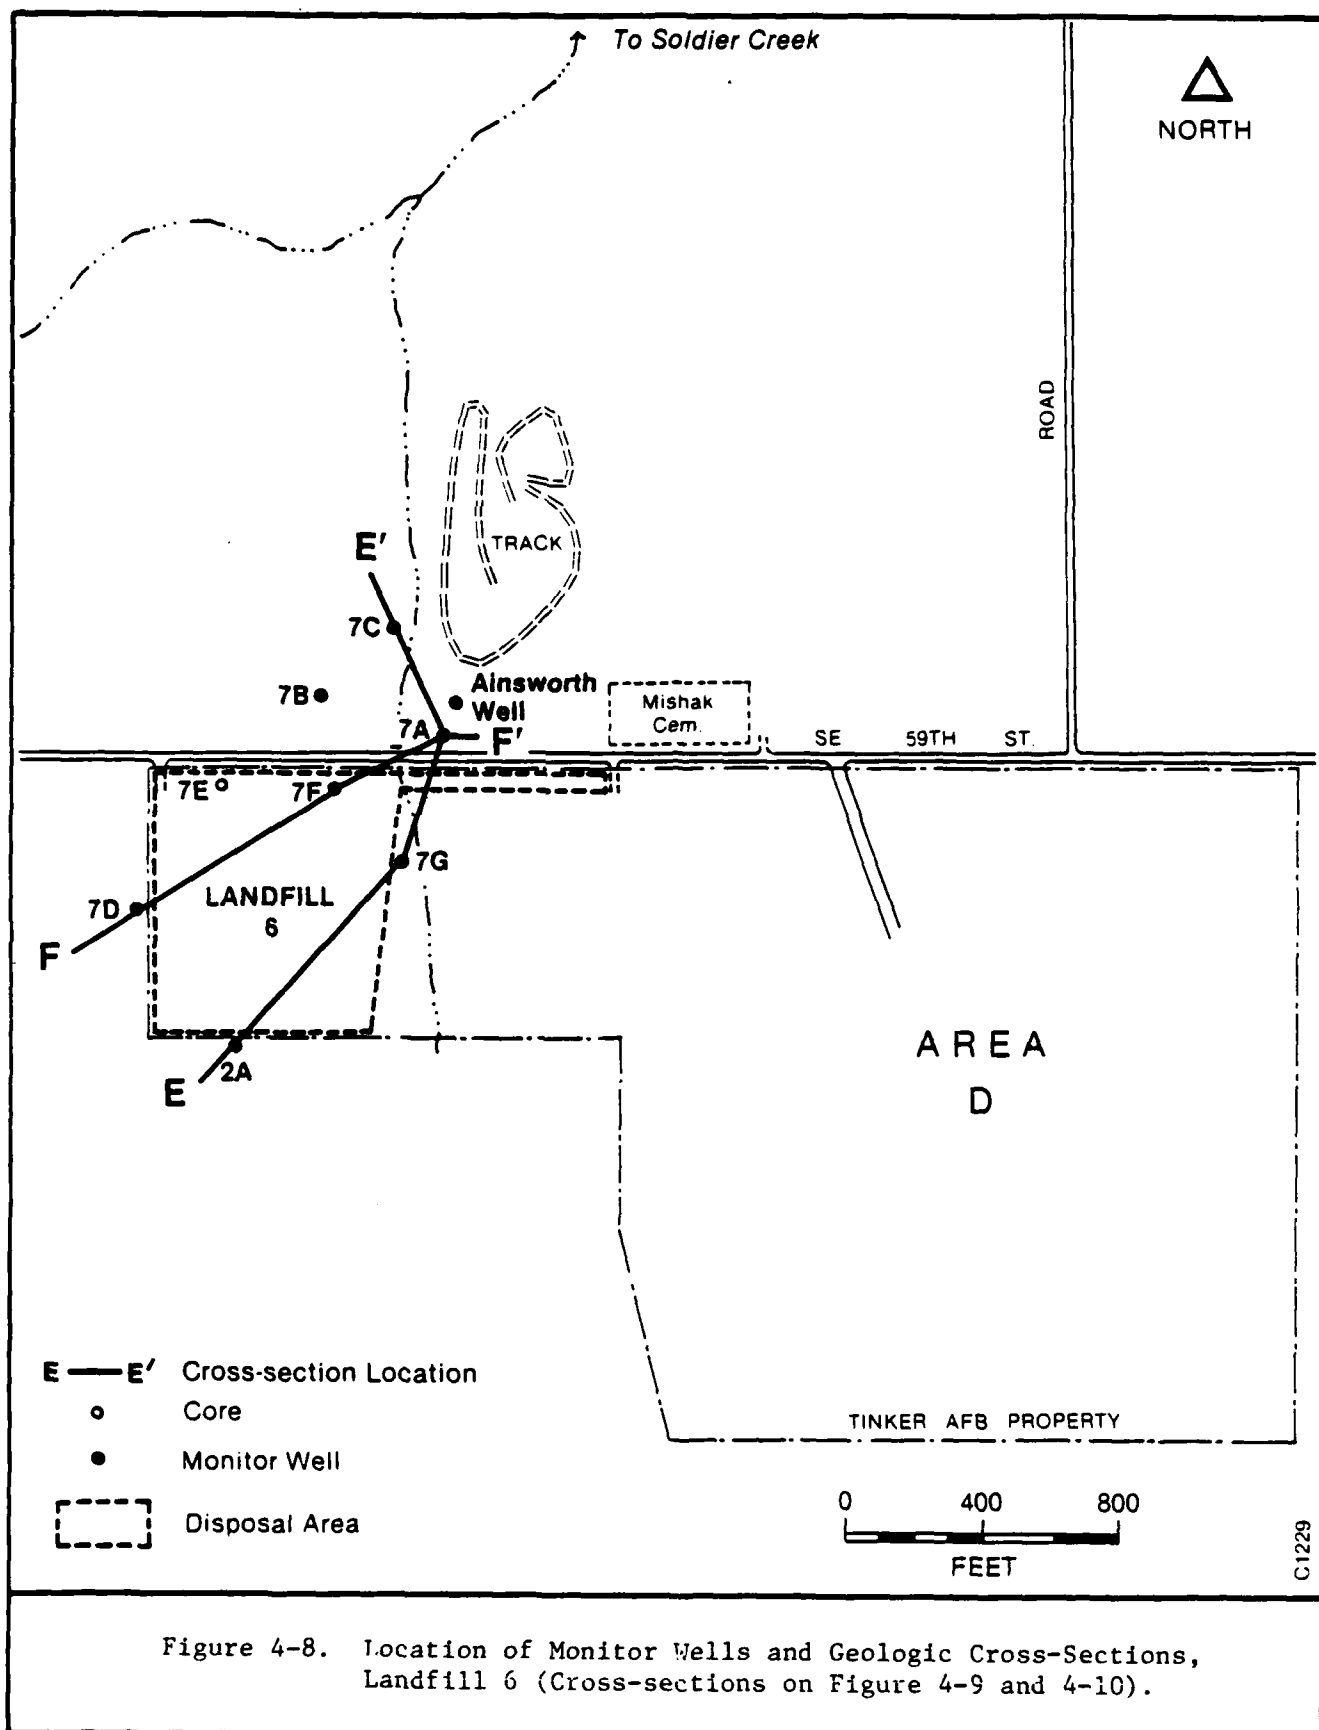 To Soldier Creek
NORTH
ROAD
TRACK
E'
7C
7B
Ainsworth
Well
7A
F'
Mishak
Cem.
SE 59TH ST.
7E
7F
7G
LANDFILL
6
7D
F
2A
E
AREA
D
TINKER AFB PROPERTY
E E' Cross-section Location
Core
Monitor Well
Disposal Area
0 400 800
FEET
C1229
Figure 4-8. Location of Monitor Wells and Geologic Cross-Sections,
Landfill 6 (Cross-sections on Figure 4-9 and 4-10).